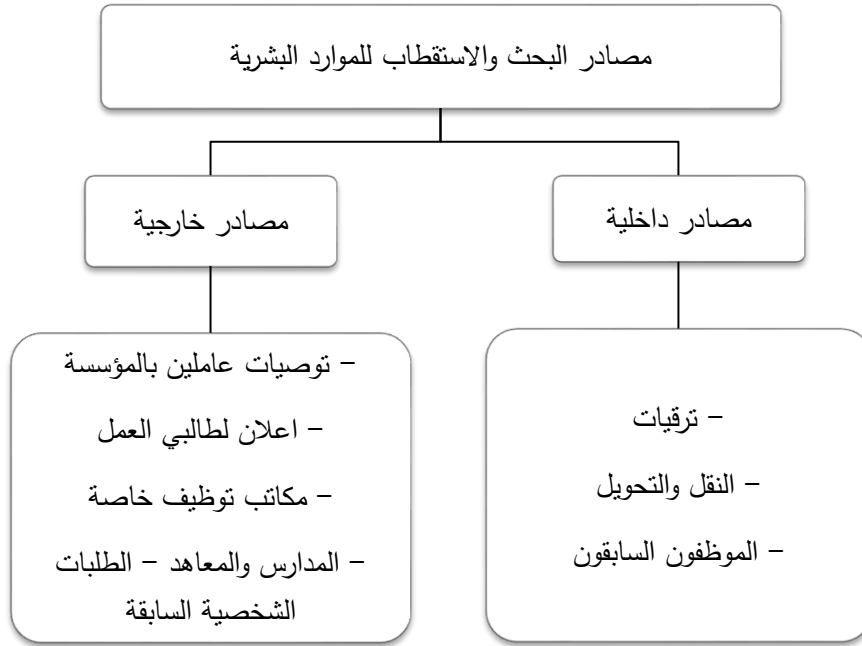 مصادر البحث والاستقطاب للموارد البشرية
مصادر داخلية
مصادر خارجية
– ترقيات
– النقل والتحويل
– الموظفون السابقون
– توصيات عاملين بالمؤسسة
– اعلان لطالبي العمل
– مكاتب توظيف خاصة
– المدارس والمعاهد – الطلبات
الشخصية السابقة